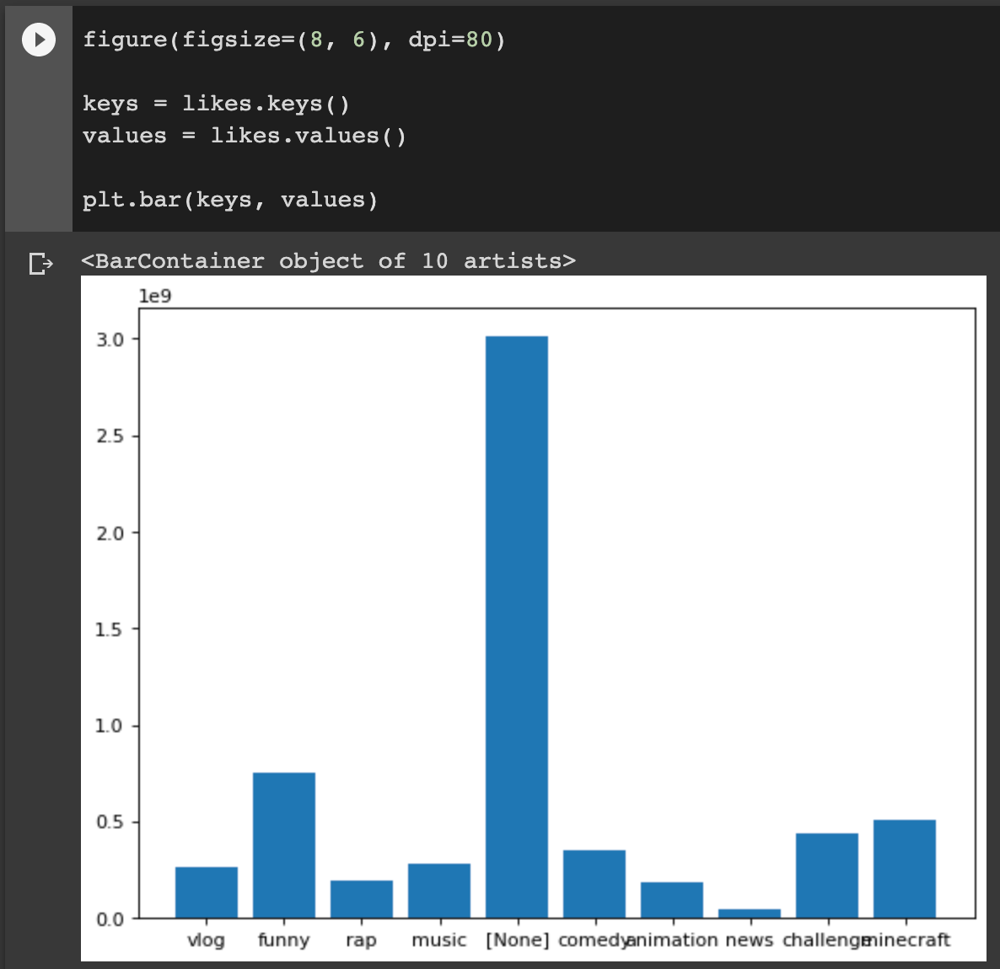 figure(figsize=(8, 6), dpi=80)
keys = likes.keys()
values = likes.values()
plt.bar(keys, values)
<BarContainer object of 10 artists>
1e9
3.0
2.5
2.0
1.5
1.0
0.5
0.0
vlog funny rap music [None] comedy animation news challenge minecraft